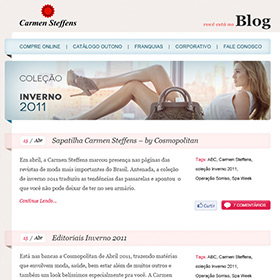 Carmen Steffens
você está no Blog
COMPRE ONLINE | CATÁLOGO OUTONO | FRANQUIAS | CORPORATIVO | FALE CONOSCO
COLEÇÃO
INVERNO
2011
15 / Abr
Sapatilha Carmen Steffens – by Cosmopolitan
Em abril, a Carmen Steffens marcou presença nas páginas das
revistas de moda mais importantes do Brasil. Antenada, a coleção
de inverno 2011 traduziu as tendências das passarelas e apontou o
que você não pode deixar de ter no seu armário.
Continue Lendo...
Tags: ABC, Carmen Steffens,
coleção Inverno 2011,
Operação Sorriso, Spa Week
Curtir
7 COMENTÁRIOS
15 / Abr
Editoriais Inverno 2011
Está nas bancas a Cosmopolitan de Abril 2011, trazendo matérias
que envolvem moda, saúde, bem estar além de muitos outros e
também um look belíssimos especialmente pra você. A Carmen
Tags: ABC, Carmen Steffens,
coleção Inverno 2011,
Operação Sorriso, Spa Week